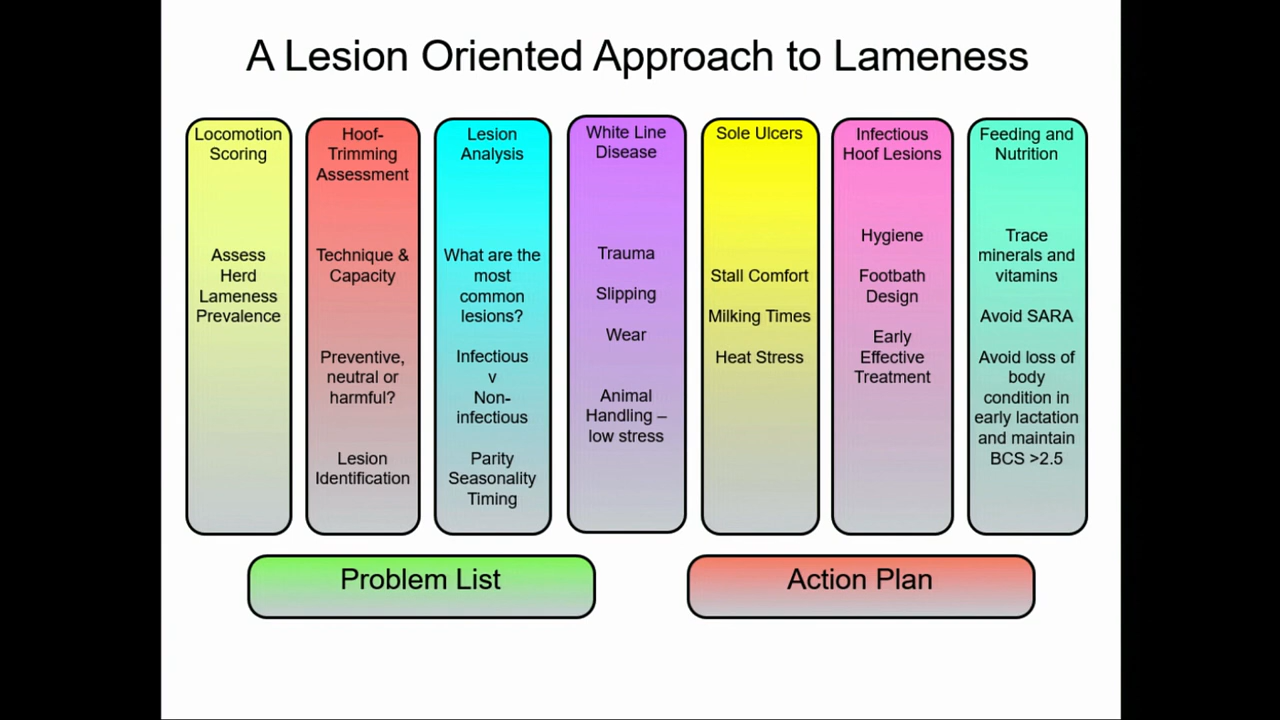 A Lesion Oriented Approach to Lameness
Locomotion
Scoring
Assess
Herd
Lameness
Prevalence
Hoof-
Trimming
Assessment
Technique &
Capacity
Preventive,
neutral or
harmful?
Lesion
Identification
Lesion
Analysis
What are the
most
common
lesions?
Infectious
v
Non-
infectious
Parity
Seasonality
Timing
White Line
Disease
Trauma
Slipping
Wear
Animal
Handling –
low stress
Sole Ulcers
Stall Comfort
Milking Times
Heat Stress
Infectious
Hoof Lesions
Hygiene
Footbath
Design
Early
Effective
Treatment
Feeding and
Nutrition
Trace
minerals and
vitamins
Avoid SARA
Avoid loss of
body
condition in
early lactation
and maintain
BCS >2.5
Problem List
Action Plan